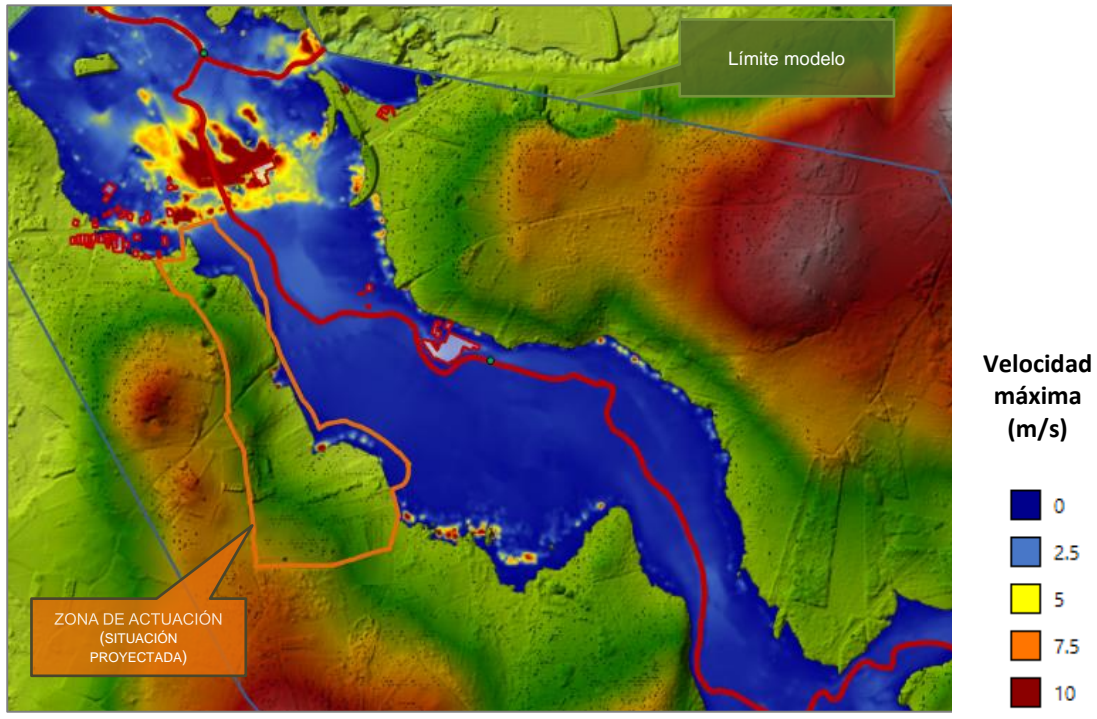 Límite modelo
ZONA DE ACTUACIÓN
(SITUACIÓN
PROYECTADA)
Velocidad
máxima
(m/s)
0
2.5
5
7.5
10